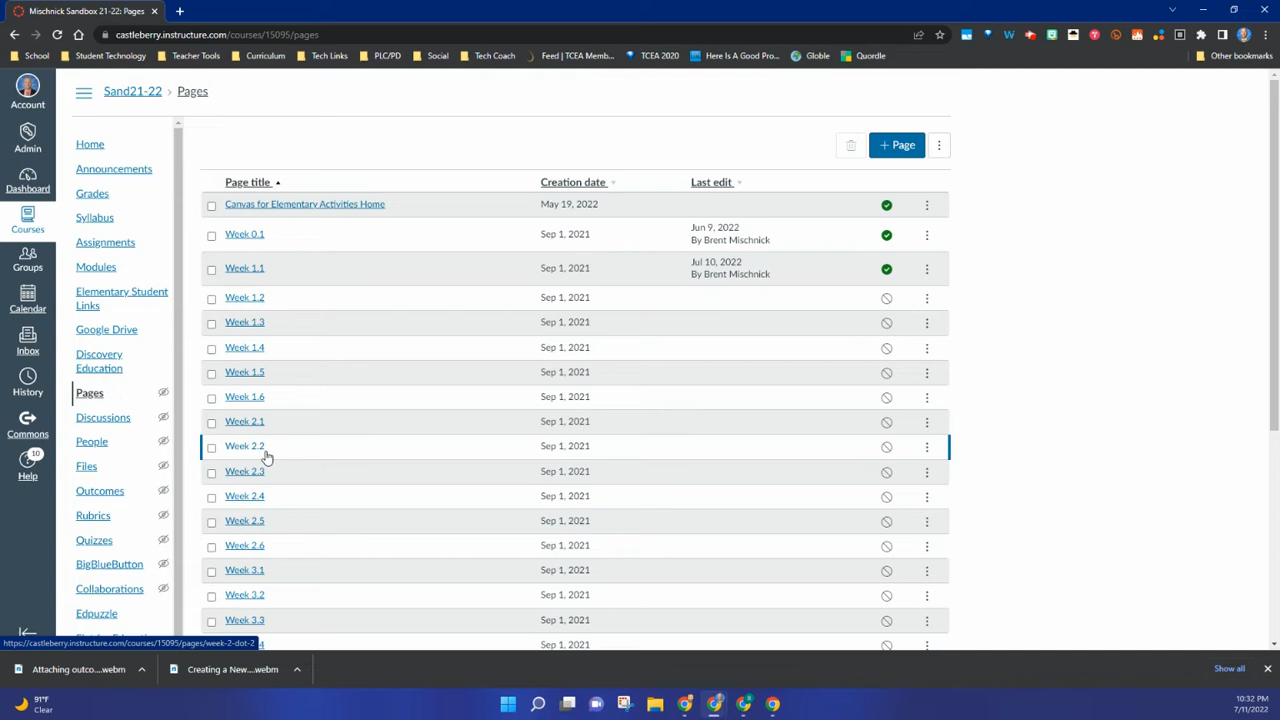 Mischnick Sandbox 21-22: Pages
castleberry.instructure.com/courses/15095/pages
School
Student Technology
Teacher Tools
Curriculum
Tech Links
PLC/PD
Social
Tech Coach
Feed | TCEA Memb...
TCEA 2020
Here Is A Good Pro...
Globle
Quordle
Other bookmarks
Account
Admin
Dashboard
Courses
Groups
Calendar
Inbox
History
Commons
10
Help
Sand21-22 > Pages
Home
Announcements
Grades
Syllabus
Assignments
Modules
Elementary Student
Links
Google Drive
Discovery
Education
Pages
Discussions
People
Files
Outcomes
Rubrics
Quizzes
BigBlueButton
Collaborations
Edpuzzle
+ Page
Page title Creation date Last edit
Canvas for Elementary Activities Home May 19, 2022
Week 0.1 Sep 1, 2021 Jun 9, 2022
By Brent Mischnick
Week 1.1 Sep 1, 2021 Jul 10, 2022
By Brent Mischnick
Week 1.2 Sep 1, 2021
Week 1.3 Sep 1, 2021
Week 1.4 Sep 1, 2021
Week 1.5 Sep 1, 2021
Week 1.6 Sep 1, 2021
Week 2.1 Sep 1, 2021
Week 2.2 Sep 1, 2021
Week 2.3 Sep 1, 2021
Week 2.4 Sep 1, 2021
Week 2.5 Sep 1, 2021
Week 2.6 Sep 1, 2021
Week 3.1 Sep 1, 2021
Week 3.2 Sep 1, 2021
Week 3.3 Sep 1, 2021
4 Sep 1, 2021
https://castleberry.instructure.com/courses/15095/pages/week-2-dot-2
Attaching outco....webm
Creating a New....webm
Show all
91°F
Clear
10:32 PM
7/11/2022